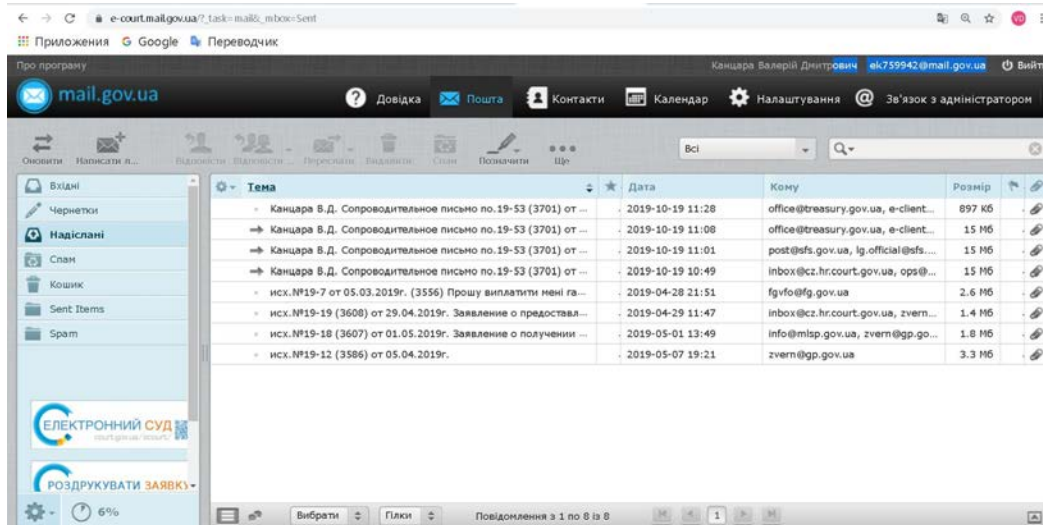 e-court.mail.gov.ua/?_task=mail&_mbox=Sent
Приложения Google Переводчик
Про програму Канцара Валерій Дмитрович ek759942@mail.gov.ua Вийти
mail.gov.ua Довідка Пошта Контакти Календар Налаштування Зв'язок з адміністратором
Оновити Написати л... Відповісти Відповісти ... Переслати Видалити Спам Позначити Ще Всі
Вхідні
Чернетки
Надіслані
Спам
Кошик
Sent Items
Spam
Тема Дата Кому Розмір
Канцара В.Д. Сопроводительное письмо по.19-53 (3701) от ... 2019-10-19 11:28 office@treasury.gov.ua, e-client... 897 Кб
Канцара В.Д. Сопроводительное письмо по.19-53 (3701) от ... 2019-10-19 11:08 office@treasury.gov.ua, e-client... 15 Мб
Канцара В.Д. Сопроводительное письмо по.19-53 (3701) от ... 2019-10-19 11:01 post@sfs.gov.ua, lg.official@sfs.... 15 Мб
Канцара В.Д. Сопроводительное письмо по.19-53 (3701) от ... 2019-10-19 10:49 inbox@cz.hr.court.gov.ua, ops@... 15 Мб
исх.№19-7 от 05.03.2019г. (3556) Прошу виплатити мені га... 2019-04-28 21:51 fgvfo@fg.gov.ua 2.6 Мб
исх.№19-19 (3608) от 29.04.2019г. Заявление о предоставл... 2019-04-29 11:47 inbox@cz.hr.court.gov.ua, zvern... 1.4 Мб
исх.№19-18 (3607) от 01.05.2019г. Заявление о получении ... 2019-05-01 13:49 info@mlsp.gov.ua, zvern@gp.go... 1.8 Мб
исх.№19-12 (3586) от 05.04.2019г. 2019-05-07 19:21 zvern@gp.gov.ua 3.3 Мб
ЕЛЕКТРОННИЙ СУД
РОЗДРУКУВАТИ ЗАЯВКУ
6% Вибрати Гілки Повідомлення з 1 по 8 із 8 1